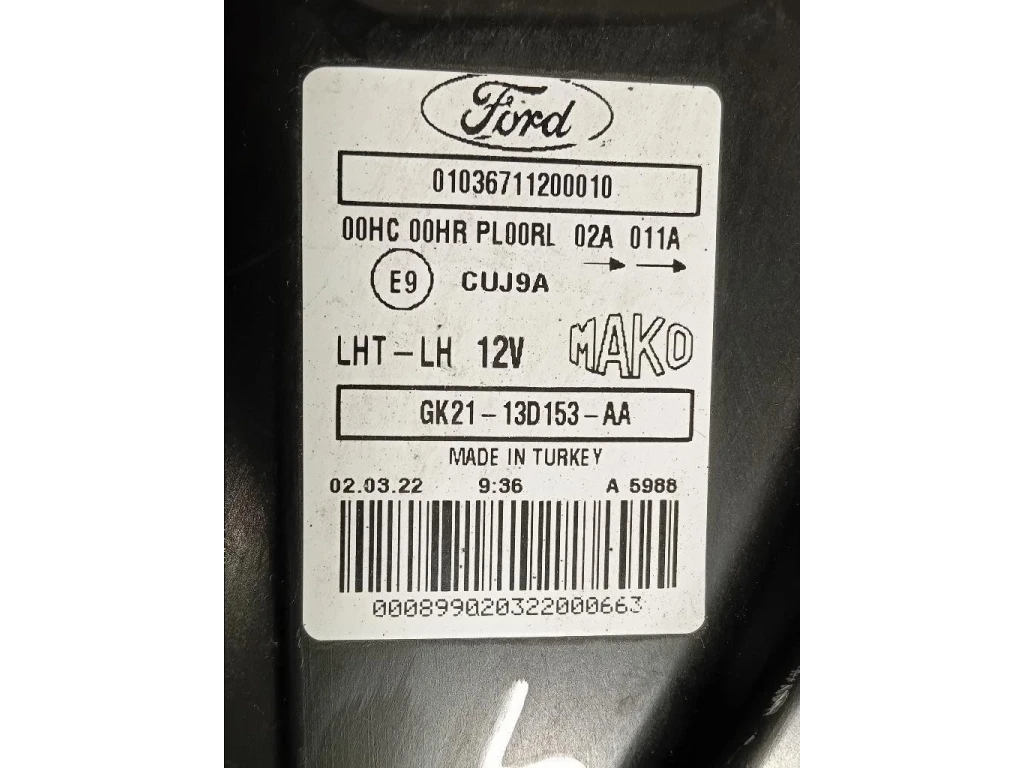 Ford
01036711200010
00HC 00HR PL00RL 02A 011A
E9 CUJ9A
LHT-LH 12V MAKO
GK21-13D153-AA
MADE IN TURKEY
02.03.22 9:36 A 5988
000899020322000663